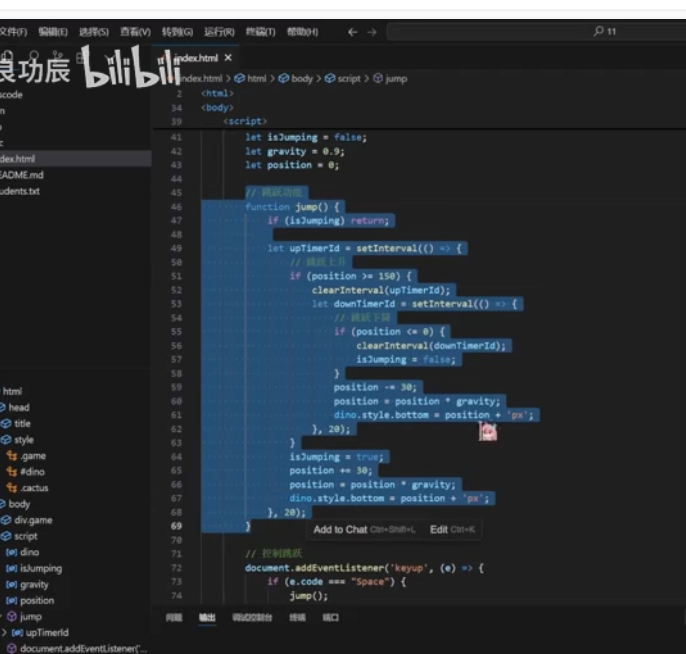 文件(F) 编辑(E) 选择(S) 查看(V) 转到(G) 运行(R) 终端(T) 帮助(H) ← → 11
良功辰 bilibili
index.html ×
index.html > html > body > script > jump
scode
dex.html
EADME.md
udents.txt
2 <html>
34 <body>
39 <script>
41 let isJumping = false;
42 let gravity = 0.9;
43 let position = 0;
44
45 // 跳跃功能
46 function jump() {
47 if (isJumping) return;
48
49 let upTimerId = setInterval(() => {
50 // 跳跃上升
51 if (position >= 150) {
52 clearInterval(upTimerId);
53 let downTimerId = setInterval(() => {
54 // 跳跃下降
55 if (position <= 0) {
56 clearInterval(downTimerId);
57 isJumping = false;
58 }
59 position -= 30;
60 position = position * gravity;
61 dino.style.bottom = position + 'px';
62 }, 20);
63 }
64 isJumping = true;
65 position += 30;
66 position = position * gravity;
67 dino.style.bottom = position + 'px';
68 }, 20);
69 }
Add to Chat Ctrl+Shift+L Edit Ctrl+K
70
71 // 控制跳跃
72 document.addEventListener('keyup', (e) => {
73 if (e.code === "Space") {
74 jump();
html
head
title
style
.game
#dino
.cactus
body
div.game
script
dino
isJumping
gravity
position
jump
> upTimerId
document.addEventListener('...
问题 输出 调试控制台 终端 端口